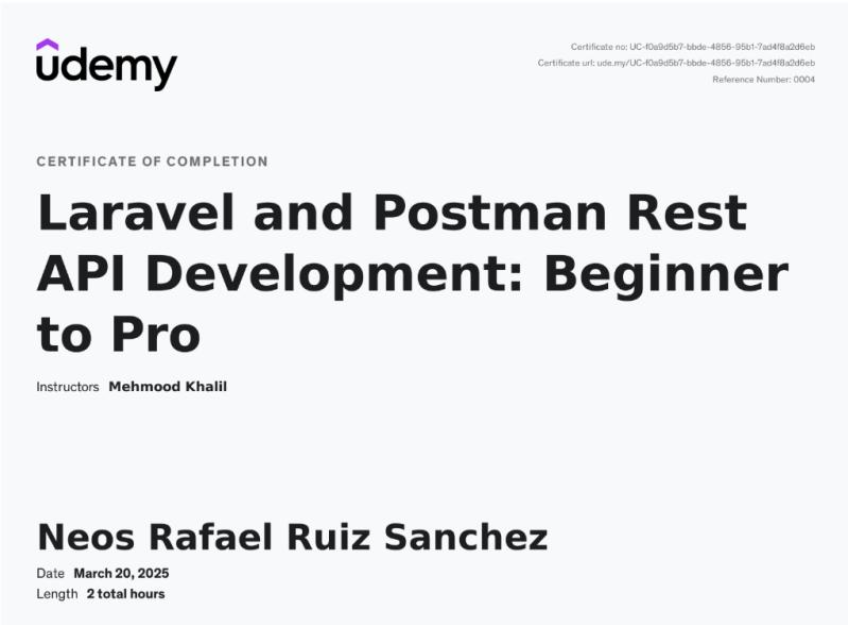 udemy
Certificate no: UC-f0a9d5b7-bbde-4856-95b1-7ad4f8a2d6eb
Certificate url: ude.my/UC-f0a9d5b7-bbde-4856-95b1-7ad4f8a2d6eb
Reference Number: 0004
CERTIFICATE OF COMPLETION
Laravel and Postman Rest
API Development: Beginner
to Pro
Instructors Mehmood Khalil
Neos Rafael Ruiz Sanchez
Date March 20, 2025
Length 2 total hours